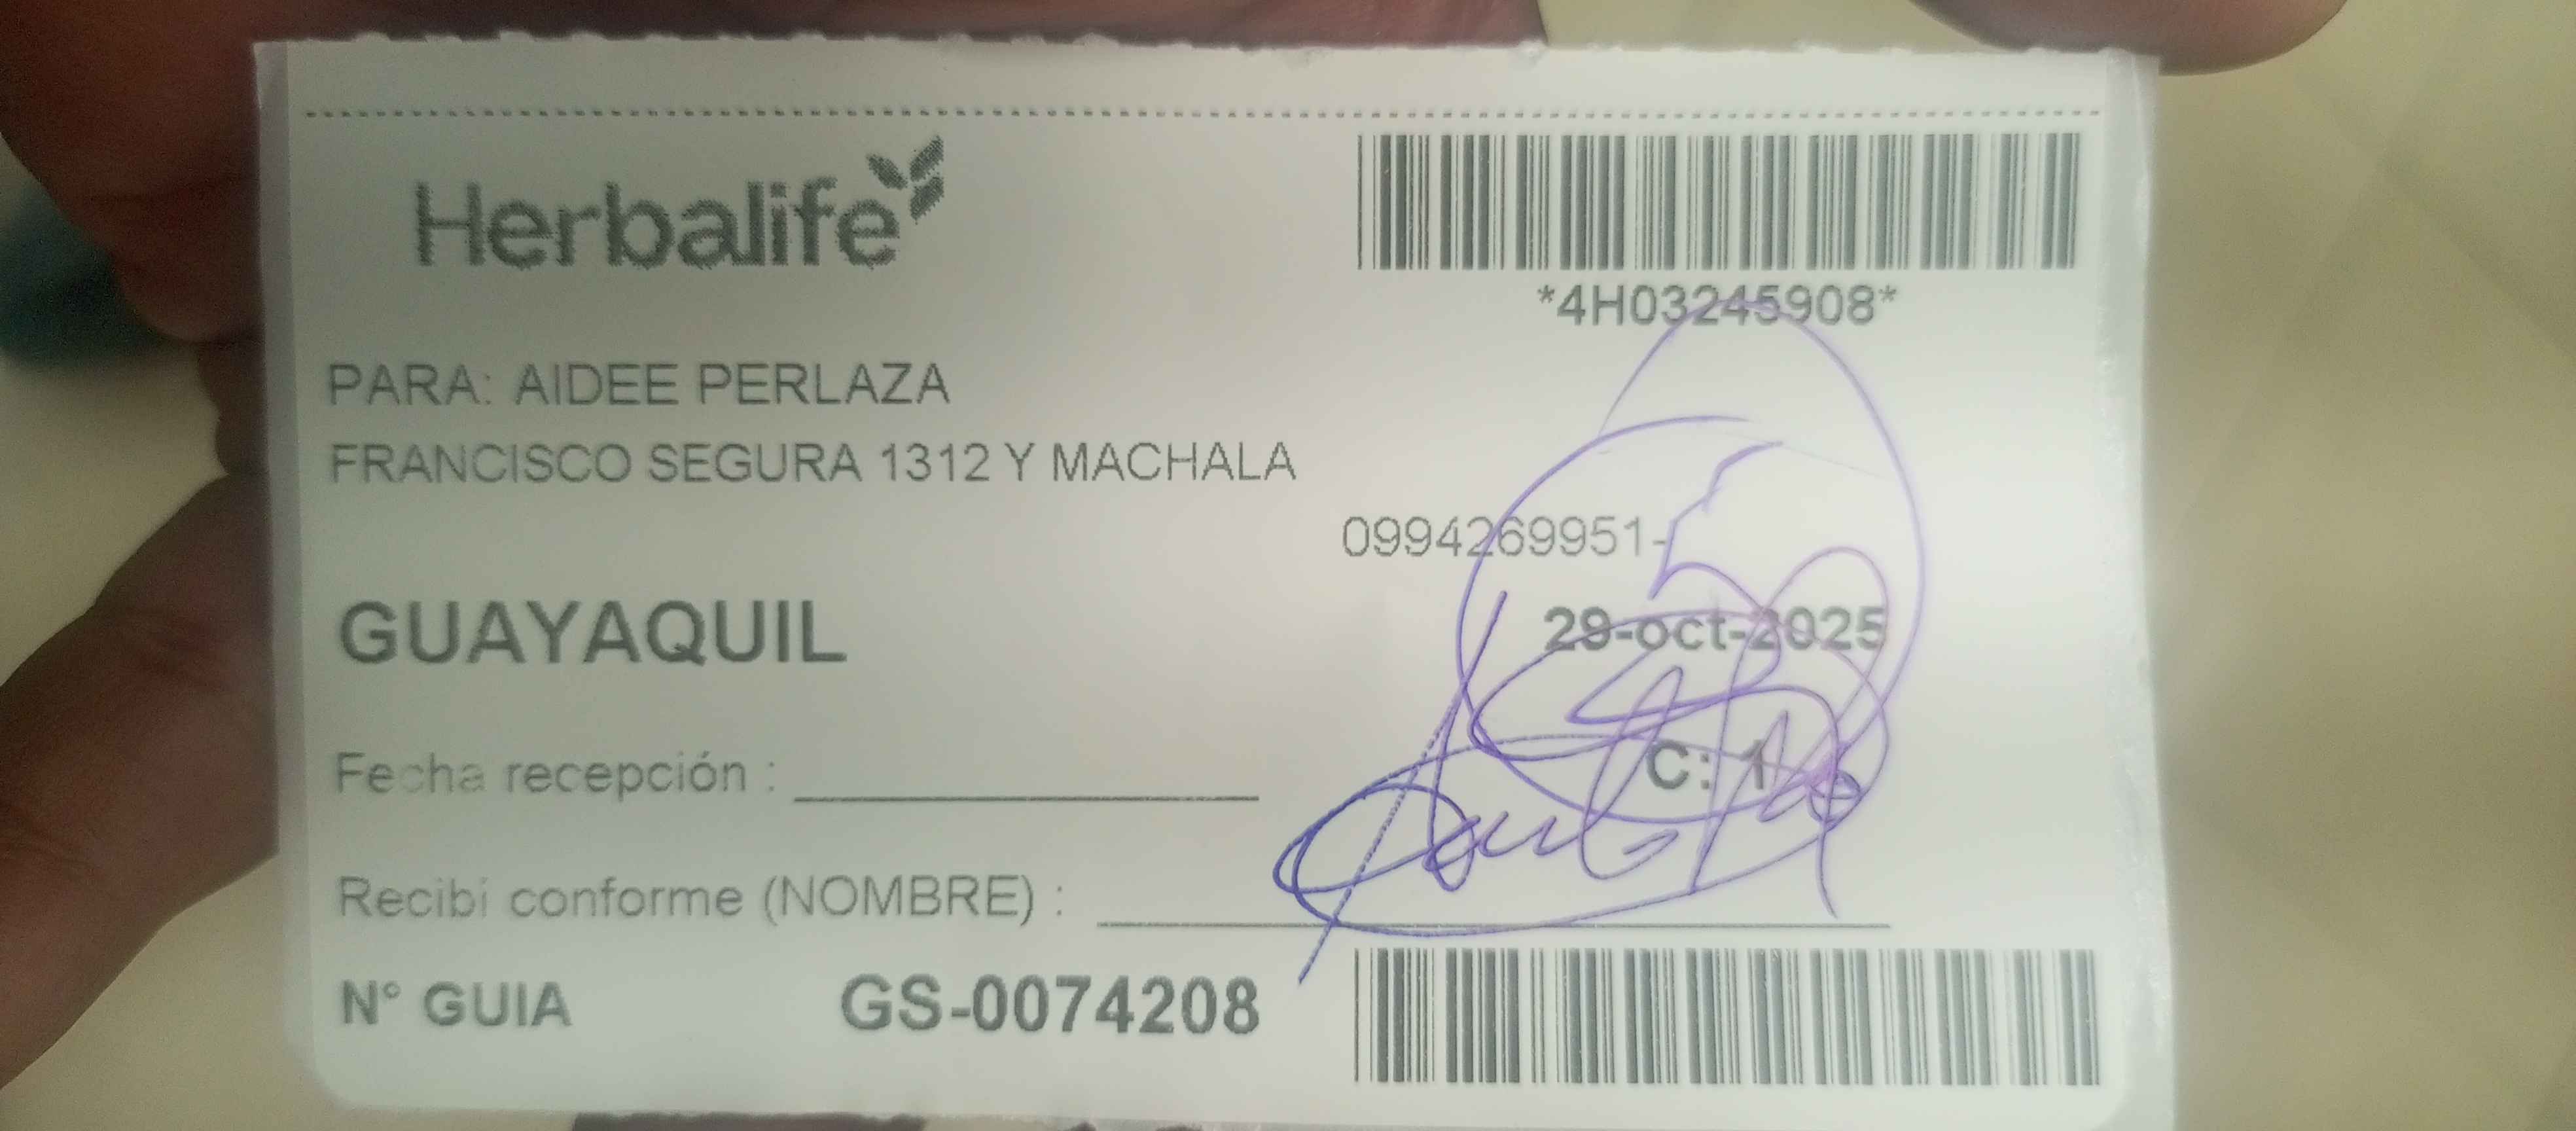 Herbalife
*4H03245908*
PARA: AIDEE PERLAZA
FRANCISCO SEGURA 1312 Y MACHALA
0994269951-
GUAYAQUIL
29-oct-2025
C: 1
Fecha recepción :
Recibi conforme (NOMBRE) :
N° GUIA GS-0074208